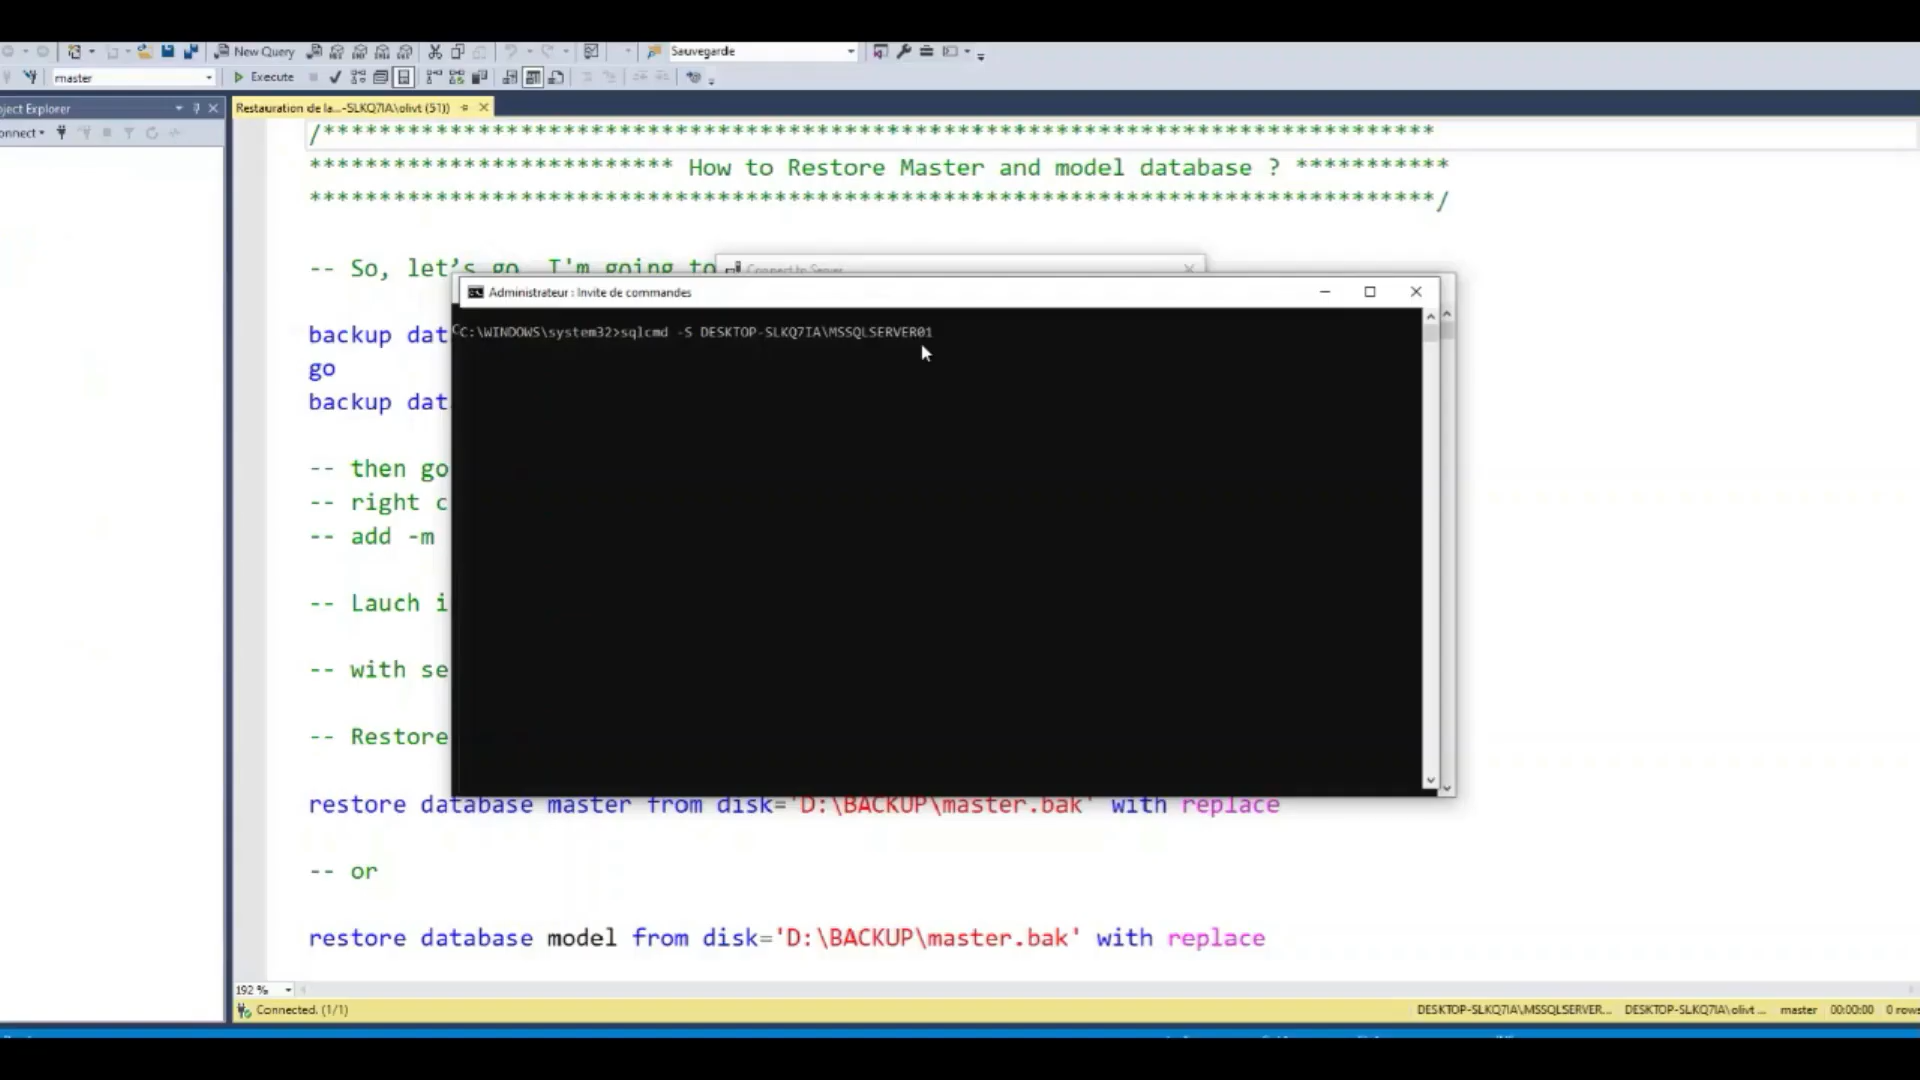 New Query
Sauvegarde
master
Execute
ject Explorer
Restauration de la...-SLKQ7IA\olivt (51))
onnect
/*******************************************************************************
************************** How to Restore Master and model database ? ***********
********************************************************************************/
-- So, let's go I'm going to
Connect to Server
Administrateur : Invite de commandes
C:\WINDOWS\system32>sqlcmd -S DESKTOP-SLKQ7IA\MSSQLSERVER01
backup dat
go
backup dat
-- then go
-- right c
-- add -m
-- Lauch i
-- with se
-- Restore
restore database master from disk='D:\BACKUP\master.bak' with replace
-- or
restore database model from disk='D:\BACKUP\master.bak' with replace
192 %
Connected. (1/1)
DESKTOP-SLKQ7IA\MSSQLSERVER...
DESKTOP-SLKQ7IA\olivt ...
master
00:00:00
0 rows